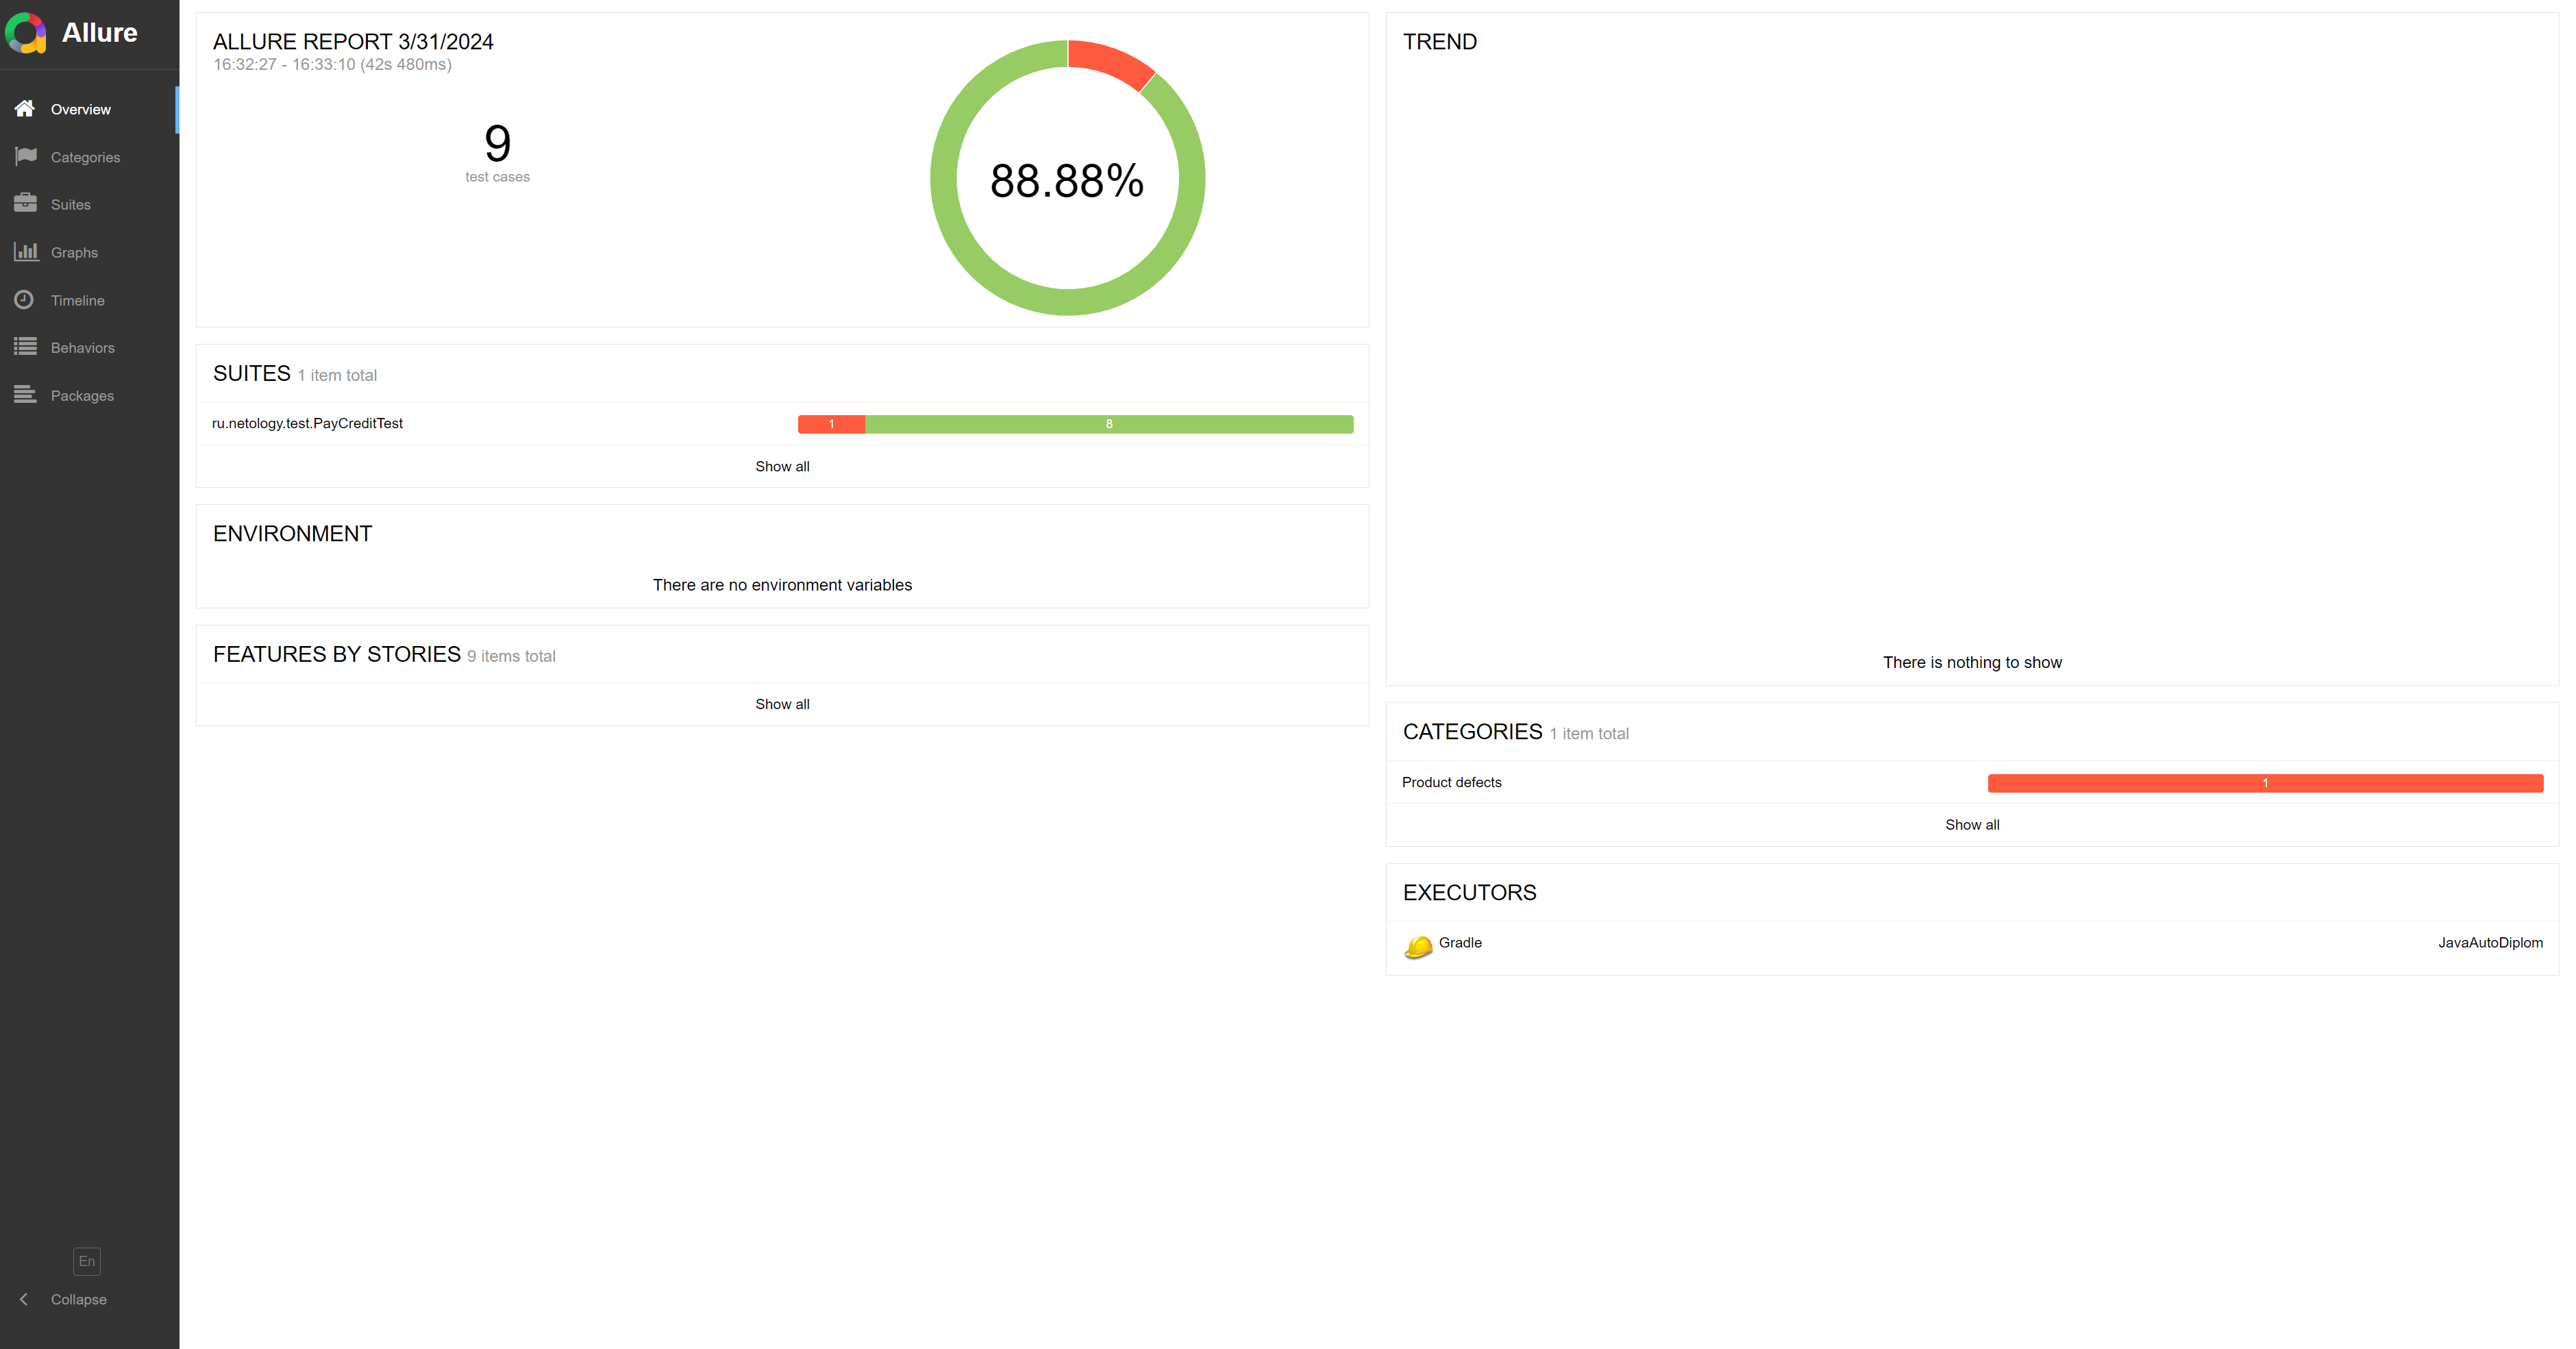 Allure
Overview
Categories
Suites
Graphs
Timeline
Behaviors
Packages
En
Collapse
ALLURE REPORT 3/31/2024
16:32:27 - 16:33:10 (42s 480ms)
9
test cases
88.88%
SUITES 1 item total
ru.netology.test.PayCreditTest
1
8
Show all
ENVIRONMENT
There are no environment variables
FEATURES BY STORIES 9 items total
Show all
TREND
There is nothing to show
CATEGORIES 1 item total
Product defects
1
Show all
EXECUTORS
Gradle
JavaAutoDiplom